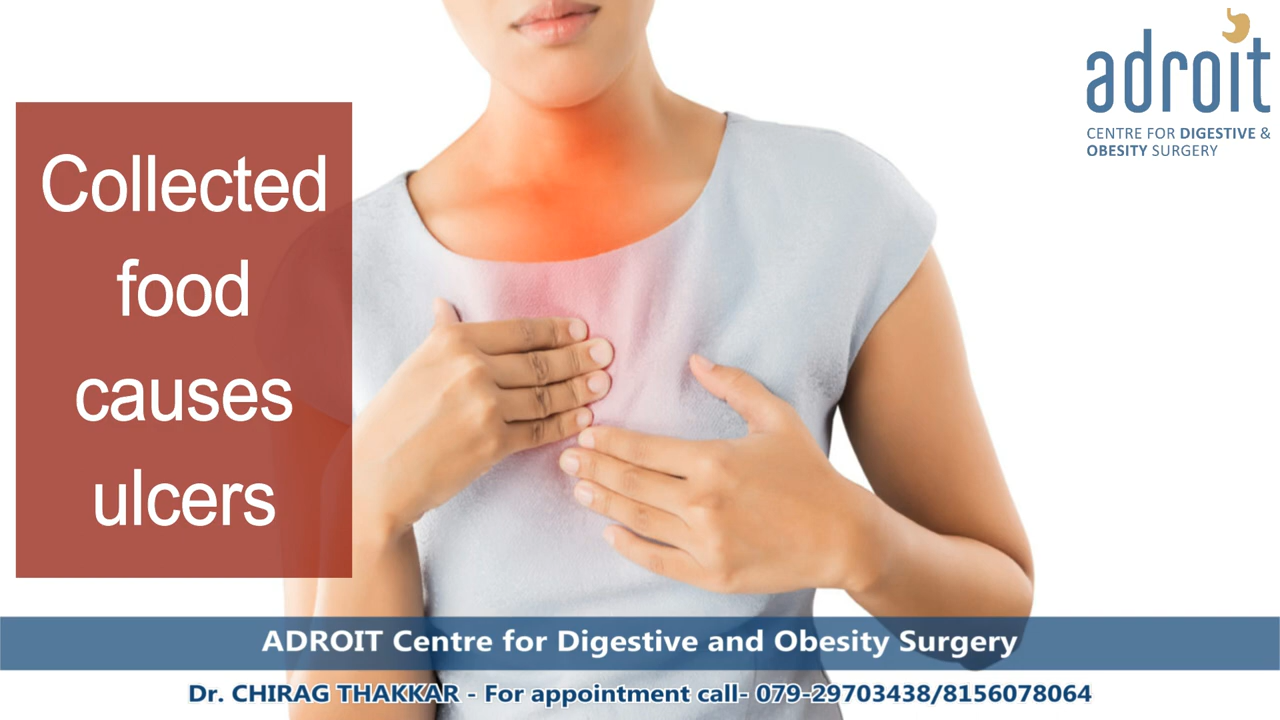 adroit
CENTRE FOR DIGESTIVE &
OBESITY SURGERY
Collected
food
causes
ulcers
ADROIT Centre for Digestive and Obesity Surgery
Dr. CHIRAG THAKKAR - For appointment call- 079-29703438/8156078064